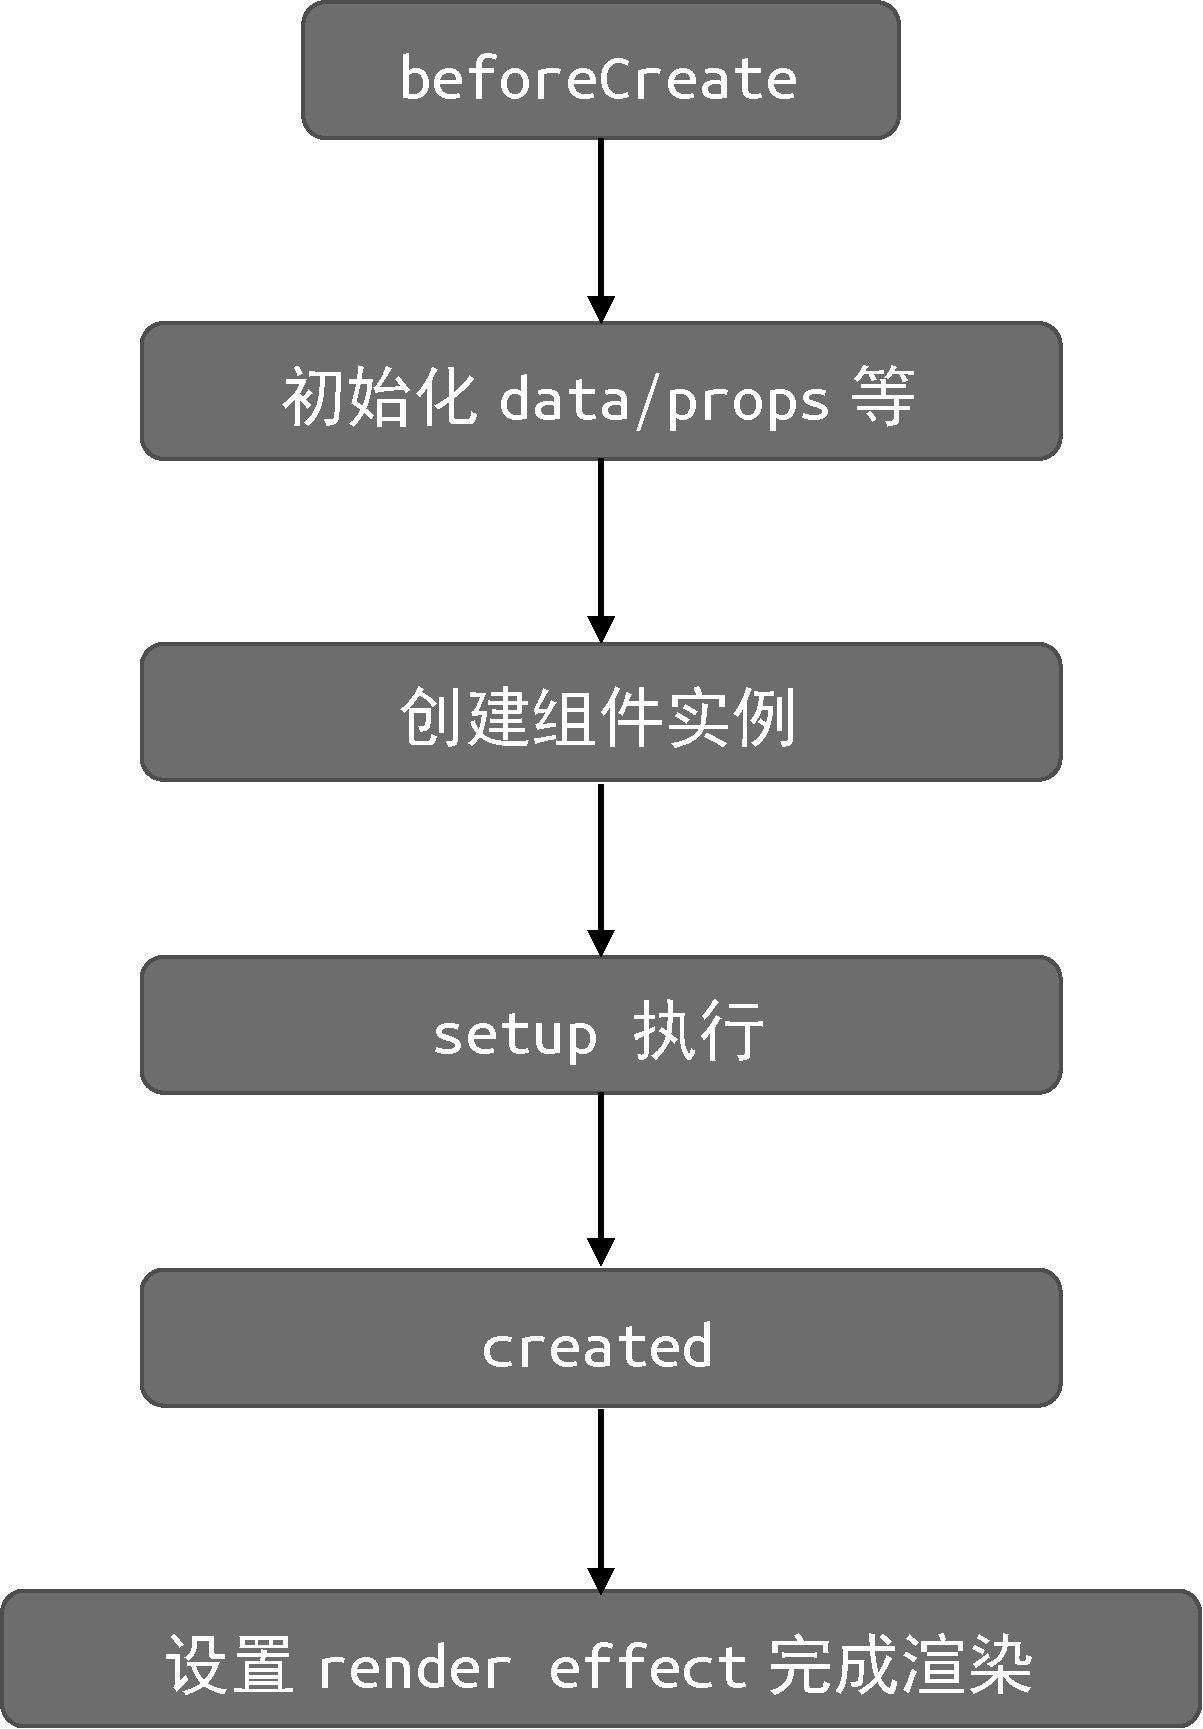 beforeCreate
初始化 data/props 等
创建组件实例
setup 执行
created
设置 render effect 完成渲染